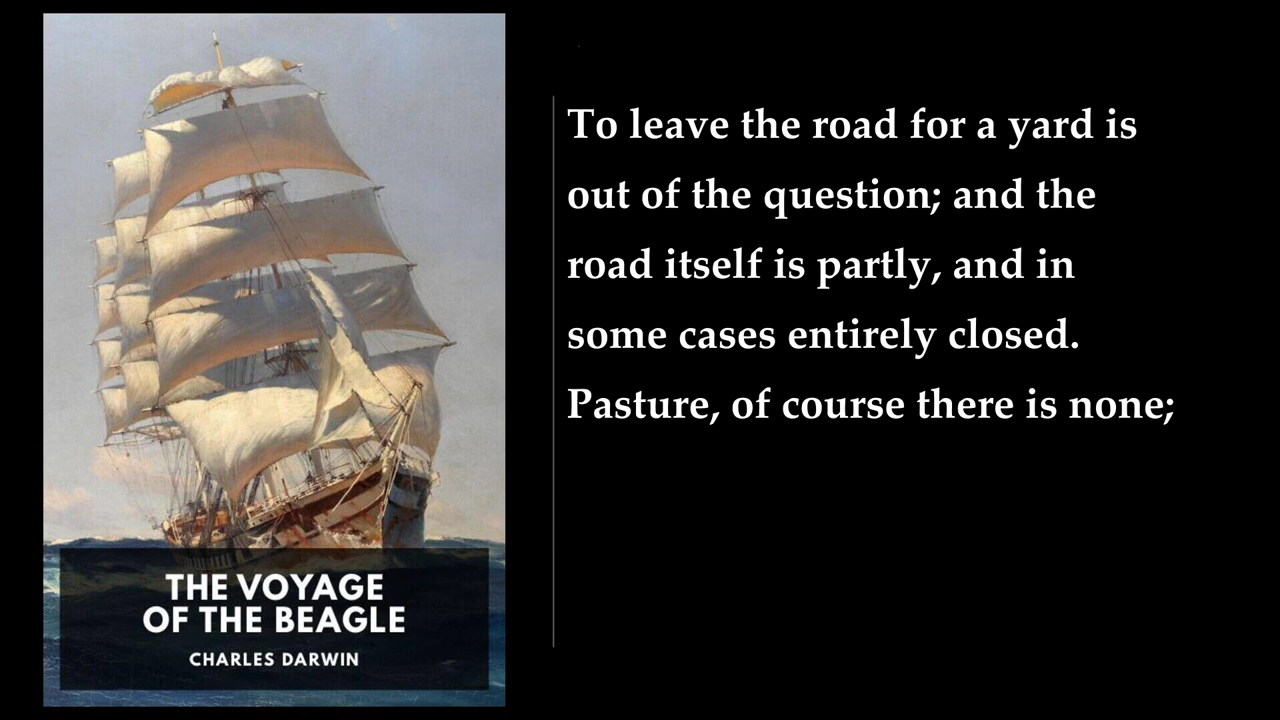 THE VOYAGE
OF THE BEAGLE
CHARLES DARWIN
To leave the road for a yard is
out of the question; and the
road itself is partly, and in
some cases entirely closed.
Pasture, of course there is none;